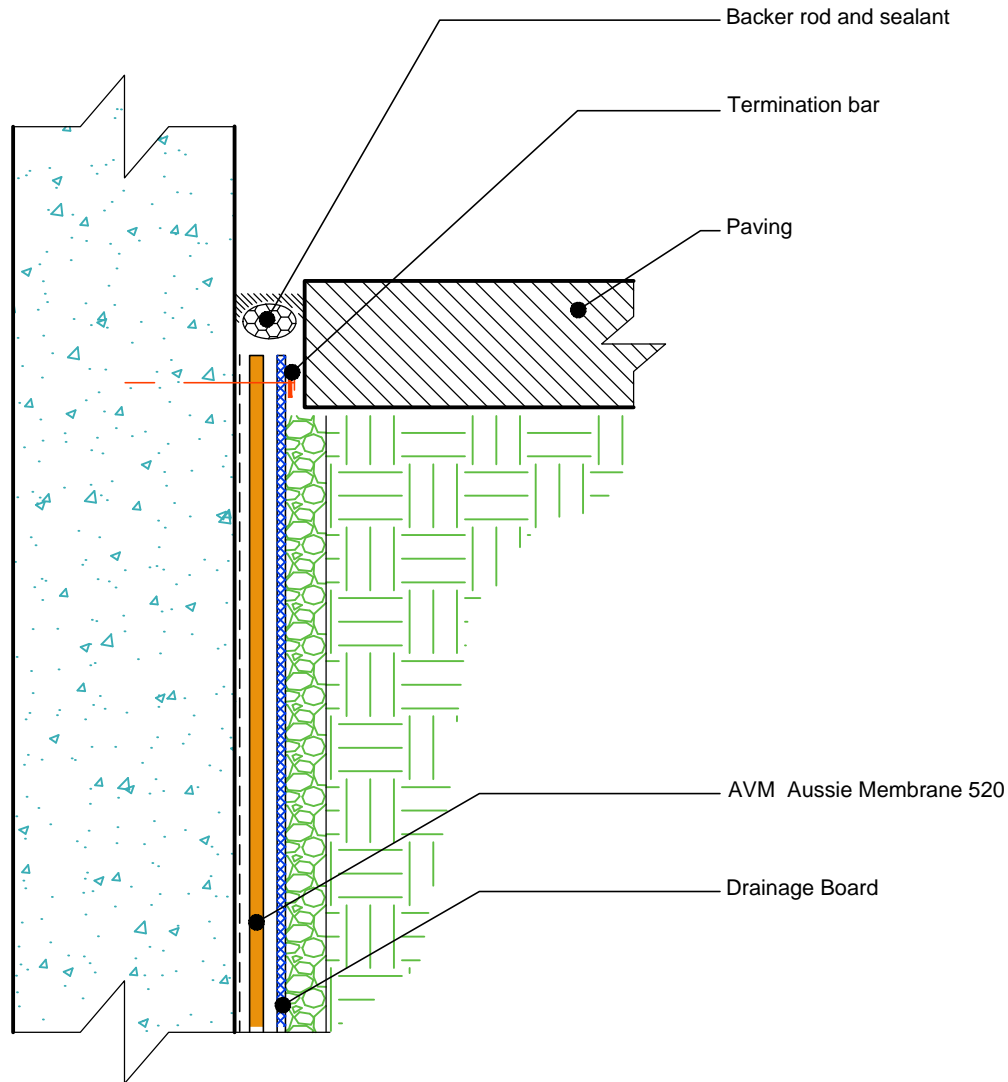 Backer rod and sealant
Termination bar
Paving
AVM  Aussie Membrane 520
Drainage Board